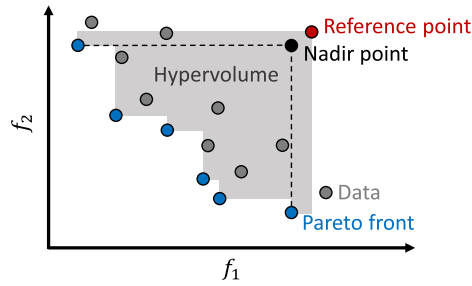 Reference point
Nadir point
Hypervolume
f₂
Data
Pareto front
f₁